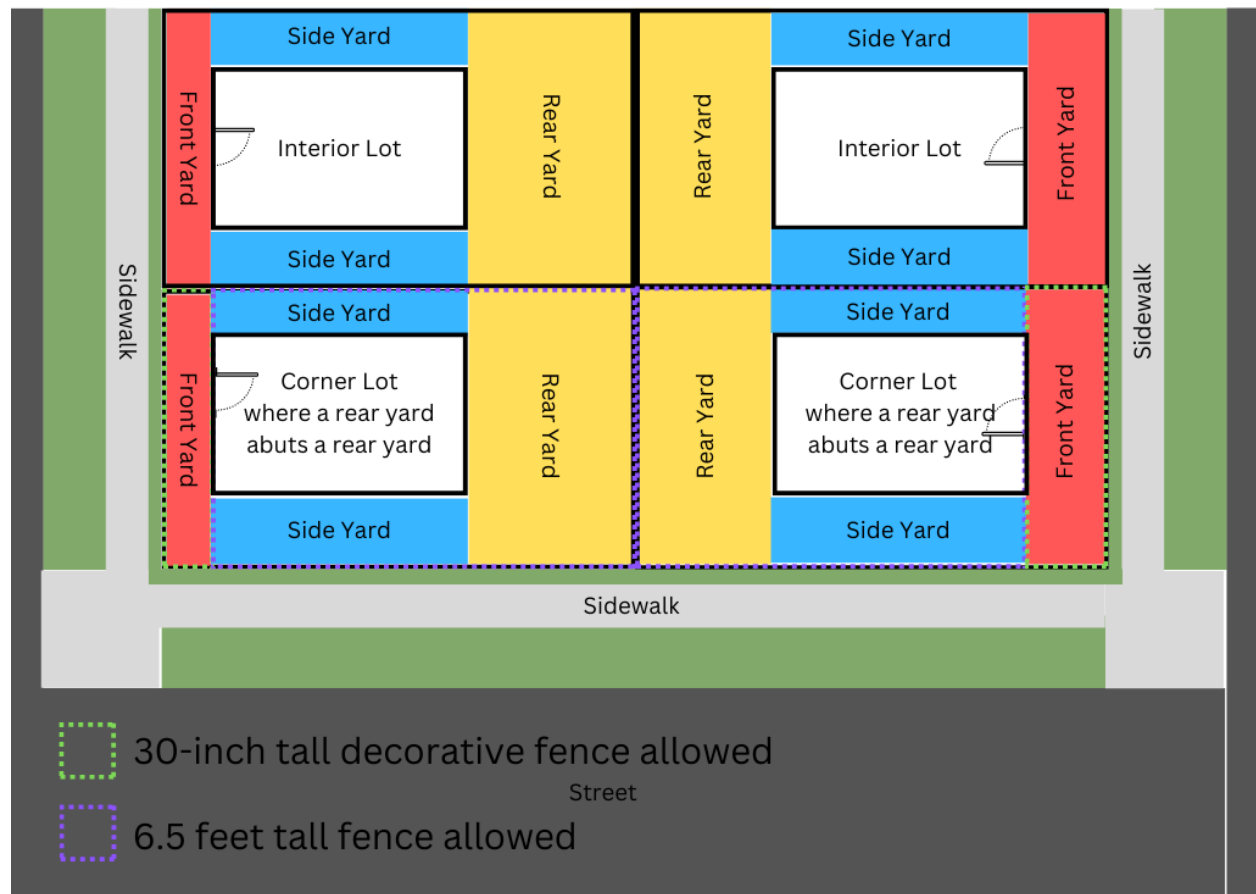 Side Yard
Side Yard
Front Yard
Interior Lot
Rear Yard
Rear Yard
Interior Lot
Front Yard
Side Yard
Side Yard
Sidewalk
Sidewalk
Side Yard
Side Yard
Front Yard
Corner Lot
where a rear yard
abuts a rear yard
Rear Yard
Rear Yard
Corner Lot
where a rear yard
abuts a rear yard
Front Yard
Side Yard
Side Yard
Sidewalk
30-inch tall decorative fence allowed
Street
6.5 feet tall fence allowed